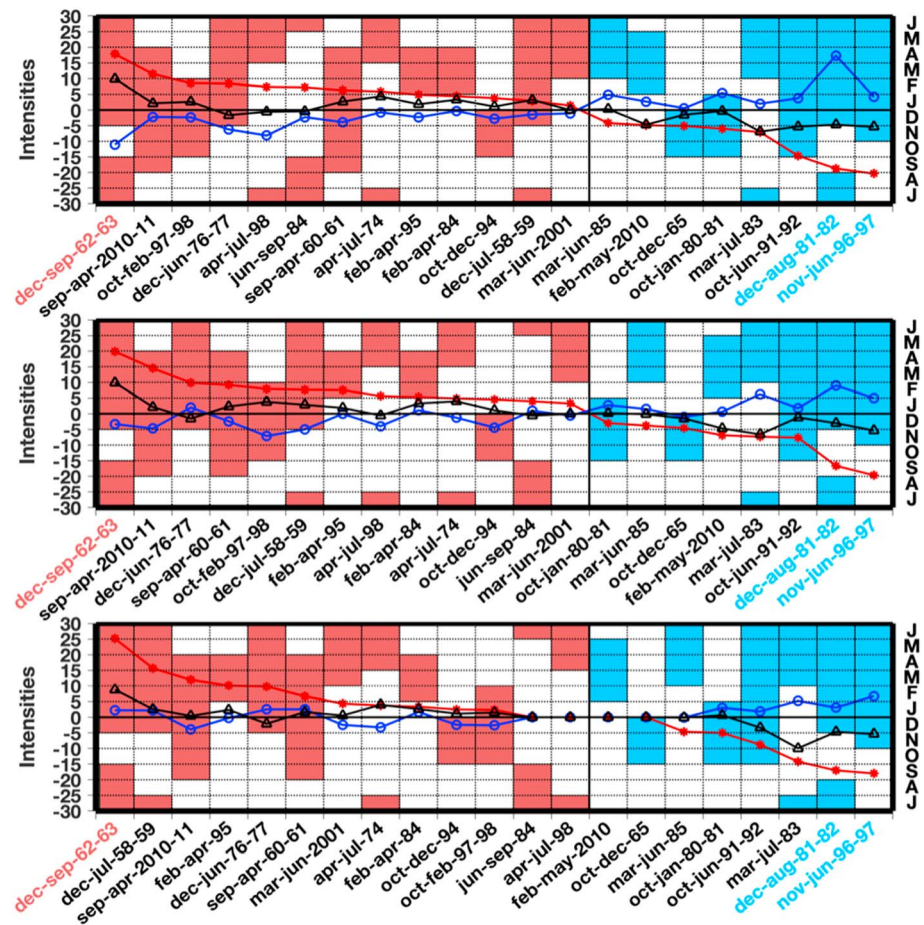 Intensities
30
25
20
15
10
5
0
-5
-10
-15
-20
-25
-30
J
M
A
M
F
J
D
N
O
S
A
J
dec-sep-62-63
sep-apr-2010-11
oct-feb-97-98
dec-jun-76-77
apr-jul-98
jun-sep-84
sep-apr-60-61
apr-jul-74
feb-apr-95
feb-apr-84
oct-dec-94
dec-jul-58-59
mar-jun-2001
mar-jun-85
feb-may-2010
oct-dec-65
oct-jan-80-81
mar-jul-83
oct-jun-91-92
dec-aug-81-82
nov-jun-96-97
Intensities
30
25
20
15
10
5
0
-5
-10
-15
-20
-25
-30
J
M
A
M
F
J
D
N
O
S
A
J
dec-sep-62-63
sep-apr-2010-11
dec-jun-76-77
sep-apr-60-61
oct-feb-97-98
dec-jul-58-59
feb-apr-95
apr-jul-98
feb-apr-84
apr-jul-74
oct-dec-94
jun-sep-84
mar-jun-2001
oct-jan-80-81
mar-jun-85
oct-dec-65
feb-may-2010
mar-jul-83
oct-jun-91-92
dec-aug-81-82
nov-jun-96-97
Intensities
30
25
20
15
10
5
0
-5
-10
-15
-20
-25
-30
J
M
A
M
F
J
D
N
O
S
A
J
dec-sep-62-63
dec-jul-58-59
sep-apr-2010-11
feb-apr-95
dec-jun-76-77
sep-apr-60-61
mar-jun-2001
apr-jul-74
feb-apr-84
oct-dec-94
oct-feb-97-98
jun-sep-84
apr-jul-98
feb-may-2010
oct-dec-65
mar-jun-85
oct-jan-80-81
oct-jun-91-92
mar-jul-83
dec-aug-81-82
nov-jun-96-97